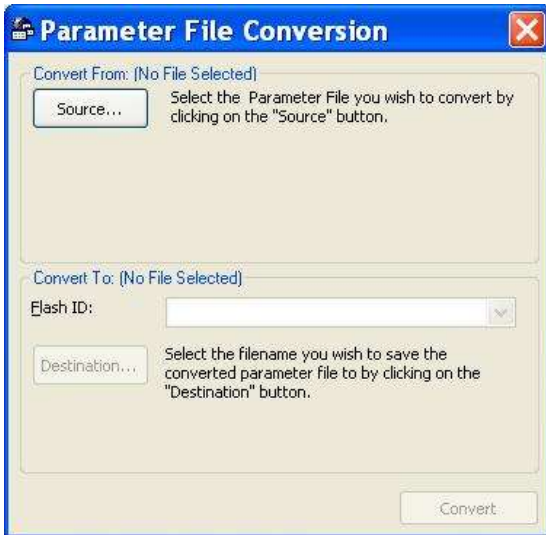 Parameter File Conversion
Convert From: (No File Selected)
Source...
Select the Parameter File you wish to convert by
clicking on the "Source" button.
Convert To: (No File Selected)
Flash ID:
Destination...
Select the filename you wish to save the
converted parameter file to by clicking on the
"Destination" button.
Convert